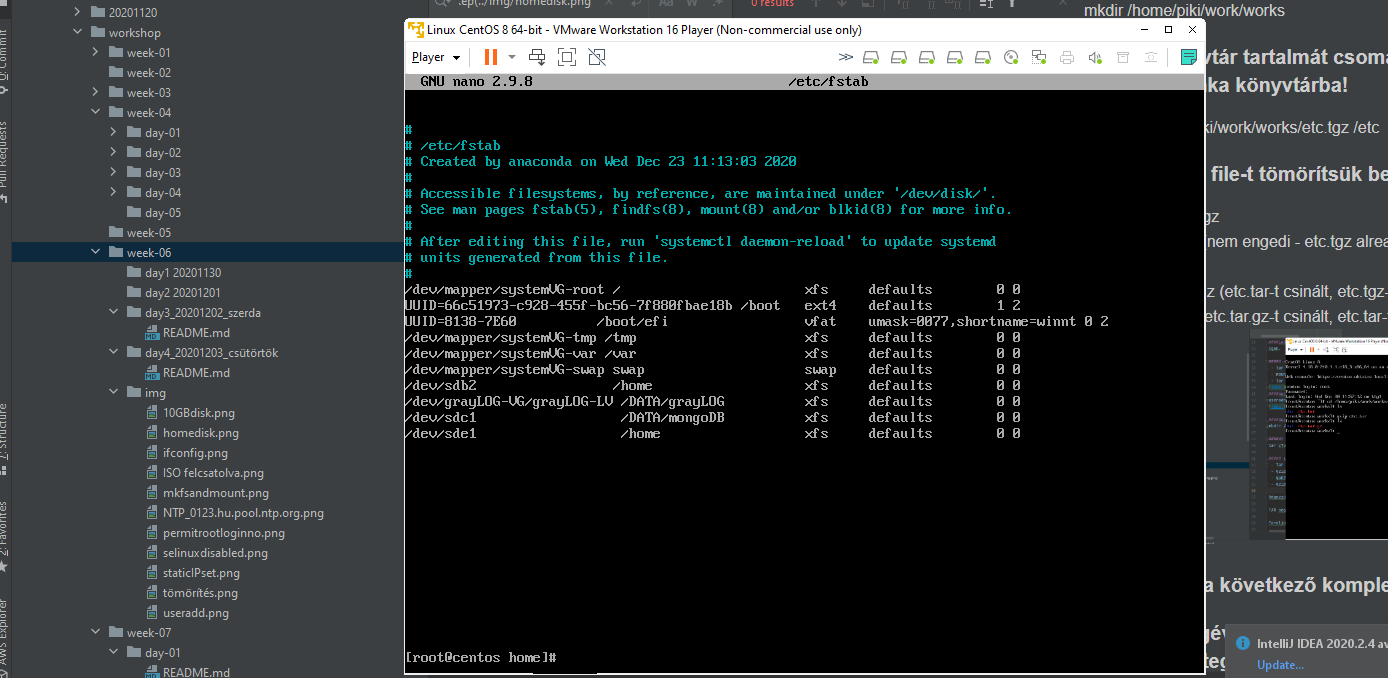 20201120
workshop
week-01
week-02
week-03
week-04
day-01
day-02
day-03
day-04
day-05
week-05
week-06
day1 20201130
day2 20201201
day3_20201202_szerda
README.md
day4_20201203_csütörtök
README.md
img
10GBdisk.png
homedisk.png
ifconfig.png
ISO felcsatolva.png
mkfsandmount.png
NTP_0123.hu.pool.ntp.org.png
permitrootloginno.png
selinuxdisabled.png
staticIPset.png
tömörítés.png
useradd.png
week-07
day-01
README.md
0: Commit
Pull Requests
7: Structure
2: Favorites
AWS Explorer
.ep(../img/homedisk.png
0 results
Linux CentOS 8 64-bit - VMware Workstation 16 Player (Non-commercial use only)
Player
GNU nano 2.9.8 /etc/fstab
#
# /etc/fstab
# Created by anaconda on Wed Dec 23 11:13:03 2020
#
# Accessible filesystems, by reference, are maintained under '/dev/disk/'.
# See man pages fstab(5), findfs(8), mount(8) and/or blkid(8) for more info.
#
# After editing this file, run 'systemctl daemon-reload' to update systemd
# units generated from this file.
#
/dev/mapper/systemVG-root / xfs defaults 0 0
UUID=66c51973-c928-455f-bc56-7f880fbae18b /boot ext4 defaults 1 2
UUID=8138-7E60 /boot/efi vfat umask=0077,shortname=winnt 0 2
/dev/mapper/systemVG-tmp /tmp xfs defaults 0 0
/dev/mapper/systemVG-var /var xfs defaults 0 0
/dev/mapper/systemVG-swap swap swap defaults 0 0
/dev/sdb2 /home xfs defaults 0 0
/dev/grayLOG-VG/grayLOG-LV /DATA/grayLOG xfs defaults 0 0
/dev/sdc1 /DATA/mongoDB xfs defaults 0 0
/dev/sde1 /home xfs defaults 0 0
[root@centos home]#
mkdir /home/piki/work/works
vtár tartalmát csoma
ka könyvtárba!
ki/work/works/etc.tgz /etc
file-t tömörítsük be
gz
nem engedi - etc.tgz alrea
z (etc.tar-t csinált, etc.tgz-
etc.tar.gz-t csinált, etc.tar-
a következő komple
IntelliJ IDEA 2020.2.4 av
Update...